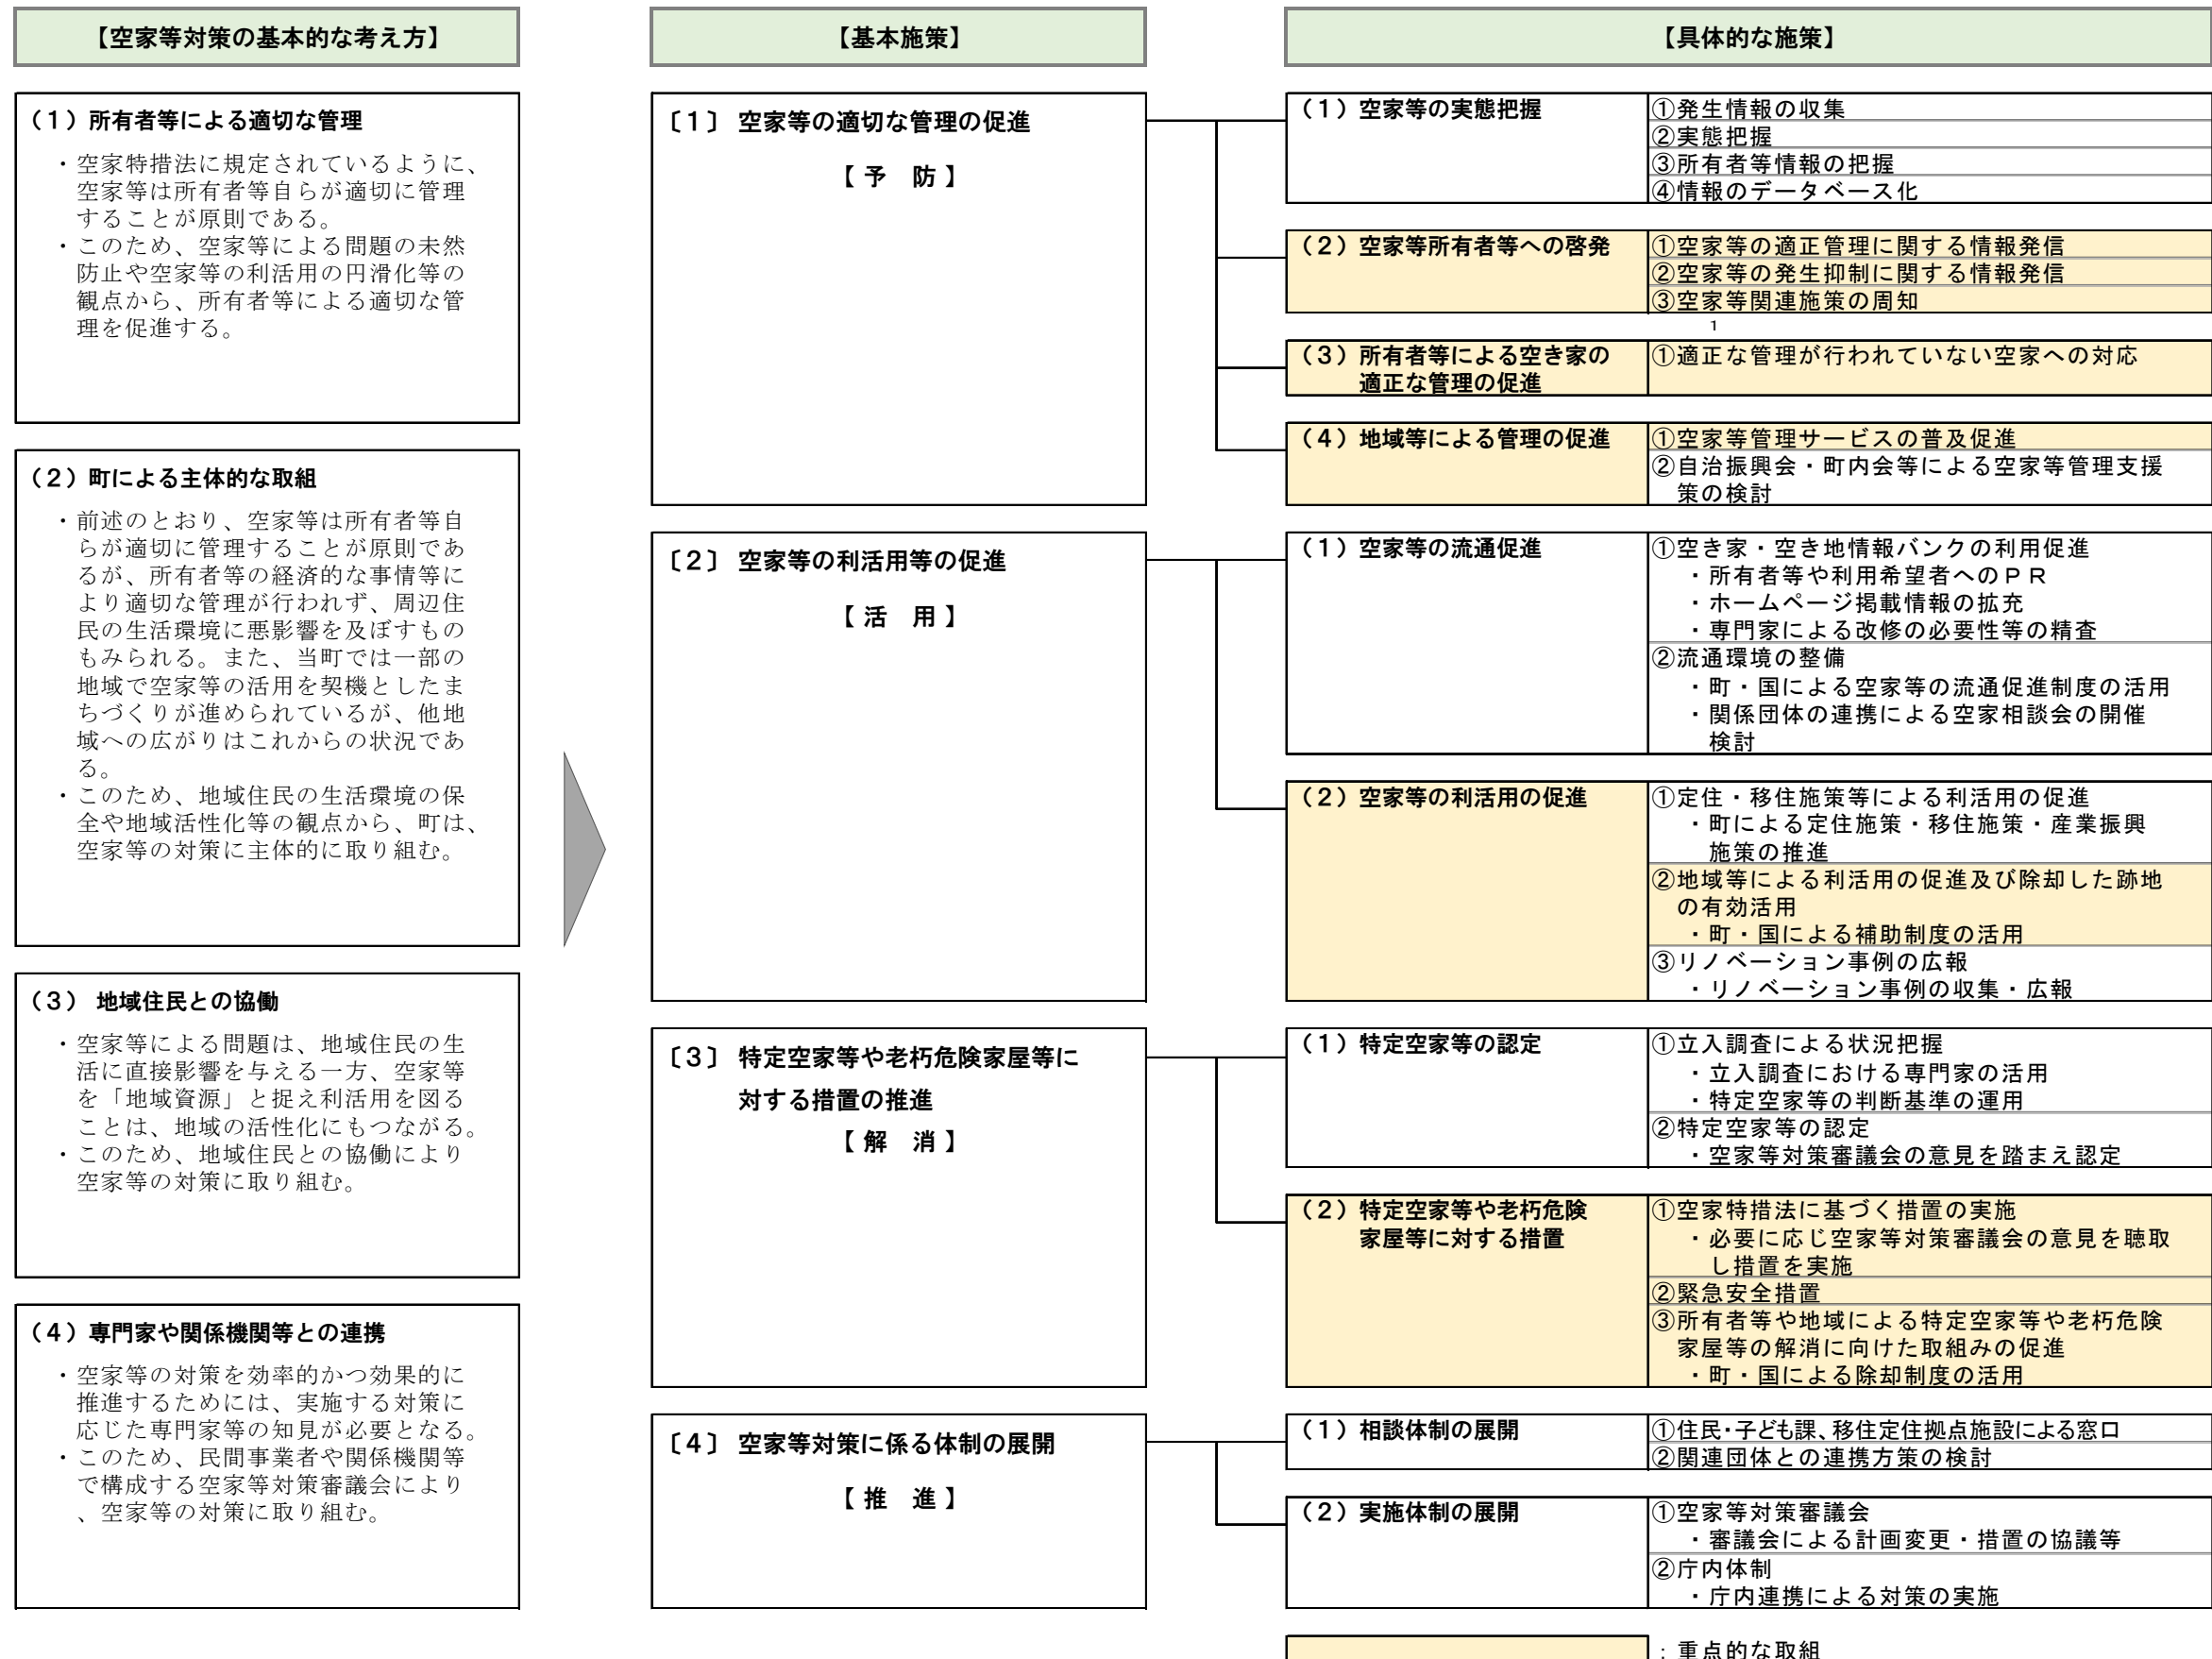 【空家等対策の基本的な考え方】
（１）所有者等による適切な管理
・空家特措法に規定されているように、
空家等は所有者等自らが適切に管理
することが原則である。
・このため、空家等による問題の未然
防止や空家等の利活用の円滑化等の
観点から、所有者等による適切な管
理を促進する。
（２）町による主体的な取組
・前述のとおり、空家等は所有者等自
らが適切に管理することが原則であ
るが、所有者等の経済的な事情等に
より適切な管理が行われず、周辺住
民の生活環境に悪影響を及ぼすもの
もみられる。また、当町では一部の
地域で空家等の活用を契機としたま
ちづくりが進められているが、他地
域への広がりはこれからの状況であ
る。
・このため、地域住民の生活環境の保
全や地域活性化等の観点から、町は、
空家等の対策に主体的に取り組む。
（３） 地域住民との協働
・空家等による問題は、地域住民の生
活に直接影響を与える一方、空家等
を「地域資源」と捉え利活用を図る
ことは、地域の活性化にもつながる。
・このため、地域住民との協働により
空家等の対策に取り組む。
（４）専門家や関係機関等との連携
・空家等の対策を効率的かつ効果的に
推進するためには、実施する対策に
応じた専門家等の知見が必要となる。
・このため、民間事業者や関係機関等
で構成する空家等対策審議会により
、空家等の対策に取り組む。
【基本施策】
〔１〕 空家等の適切な管理の促進
【 予　防 】
〔２〕 空家等の利活用等の促進
【 活　用 】
〔３〕 特定空家等や老朽危険家屋等に
対する措置の推進
【 解　消 】
〔４〕 空家等対策に係る体制の展開
【 推　進 】
【具体的な施策】
（１）空家等の実態把握
①発生情報の収集
②実態把握
③所有者等情報の把握
④情報のデータベース化
（２）空家等所有者等への啓発
①空家等の適正管理に関する情報発信
②空家等の発生抑制に関する情報発信
③空家等関連施策の周知
1
（３）所有者等による空き家の
適正な管理の促進
①適正な管理が行われていない空家への対応
（４）地域等による管理の促進
①空家等管理サービスの普及促進
②自治振興会・町内会等による空家等管理支援
策の検討
（１）空家等の流通促進
①空き家・空き地情報バンクの利用促進
・所有者等や利用希望者へのＰＲ
・ホームページ掲載情報の拡充
・専門家による改修の必要性等の精査
②流通環境の整備
・町・国による空家等の流通促進制度の活用
・関係団体の連携による空家相談会の開催
検討
（２）空家等の利活用の促進
①定住・移住施策等による利活用の促進
・町による定住施策・移住施策・産業振興
施策の推進
②地域等による利活用の促進及び除却した跡地
の有効活用
・町・国による補助制度の活用
③リノベーション事例の広報
・リノベーション事例の収集・広報
（１）特定空家等の認定
①立入調査による状況把握
・立入調査における専門家の活用
・特定空家等の判断基準の運用
②特定空家等の認定
・空家等対策審議会の意見を踏まえ認定
（２）特定空家等や老朽危険
家屋等に対する措置
①空家特措法に基づく措置の実施
・必要に応じ空家等対策審議会の意見を聴取
し措置を実施
②緊急安全措置
③所有者等や地域による特定空家等や老朽危険
家屋等の解消に向けた取組みの促進
・町・国による除却制度の活用
（１）相談体制の展開
①住民・子ども課、移住定住拠点施設による窓口
②関連団体との連携方策の検討
（２）実施体制の展開
①空家等対策審議会
・審議会による計画変更・措置の協議等
②庁内体制
・庁内連携による対策の実施
：重点的な取組